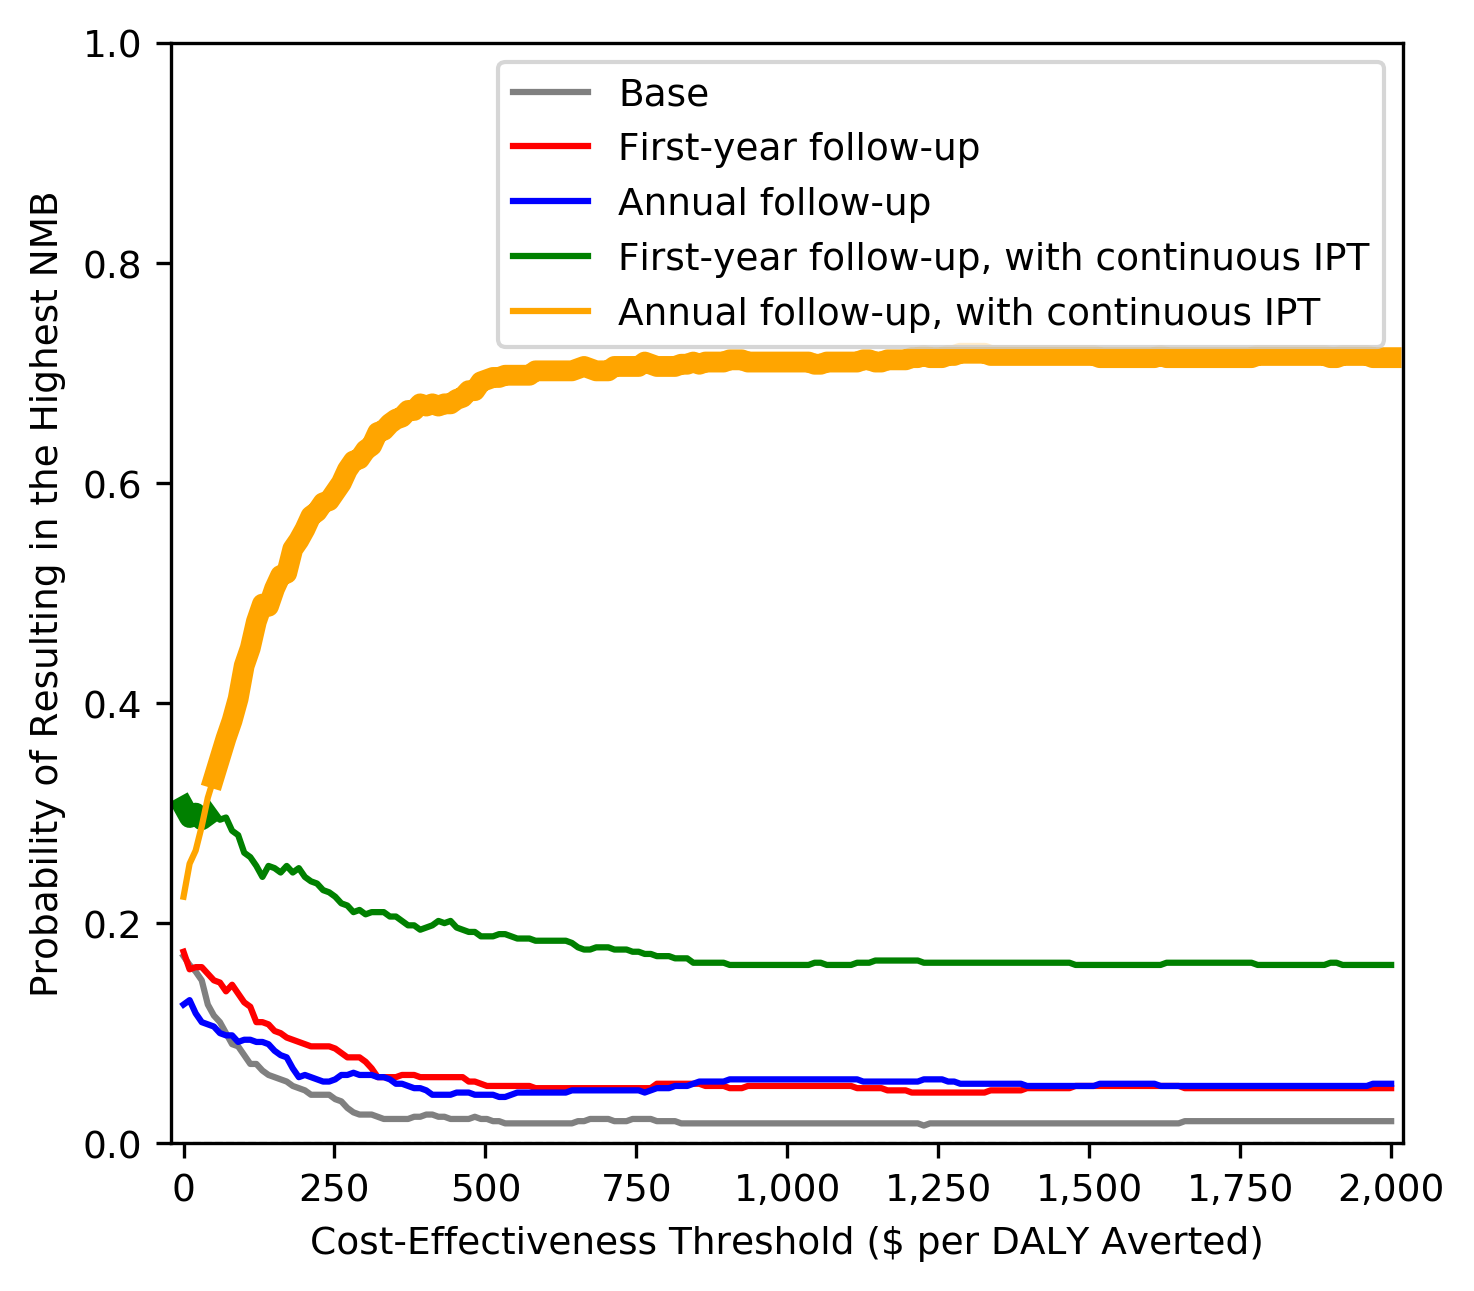 Probability of Resulting in the Highest NMB
1.0
0.8
0.6
0.4
0.2
0.0
Base
First-year follow-up
Annual follow-up
First-year follow-up, with continuous IPT
Annual follow-up, with continuous IPT
0 250 500 750 1,000 1,250 1,500 1,750 2,000
Cost-Effectiveness Threshold ($ per DALY Averted)